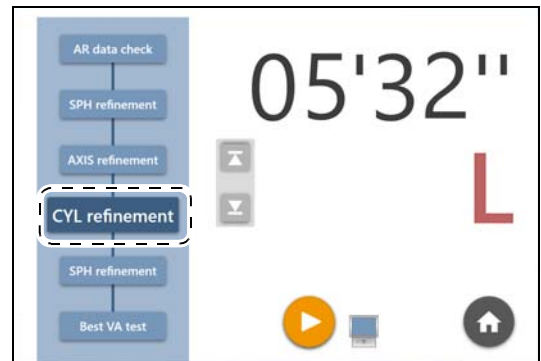 AR data check
SPH refinement
AXIS refinement
CYL refinement
SPH refinement
Best VA test
05'32''
L